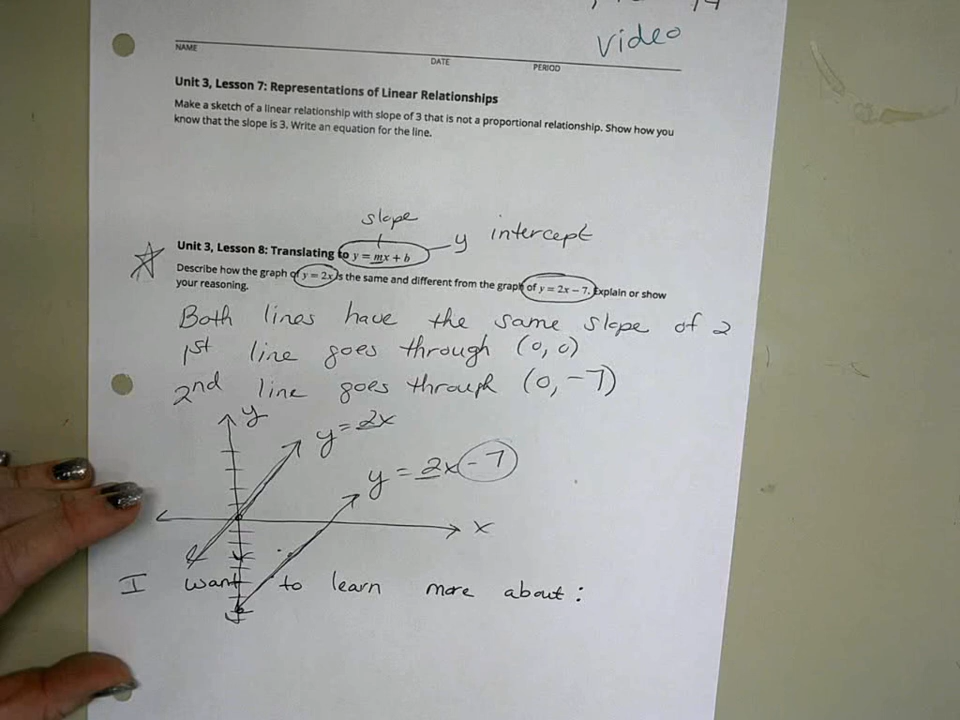 video
NAME
DATE
PERIOD
Unit 3, Lesson 7: Representations of Linear Relationships
Make a sketch of a linear relationship with slope of 3 that is not a proportional relationship. Show how you
know that the slope is 3. Write an equation for the line.
slope
y intercept
Unit 3, Lesson 8: Translating to y = mx + b
Describe how the graph of y = 2x is the same and different from the graph of y = 2x − 7. Explain or show
your reasoning.
Both lines have the same slope of 2
1st line goes through (0, 0)
2nd line goes through (0, -7)
y
y = 2x
y = 2x - 7
x
I want to learn more about: